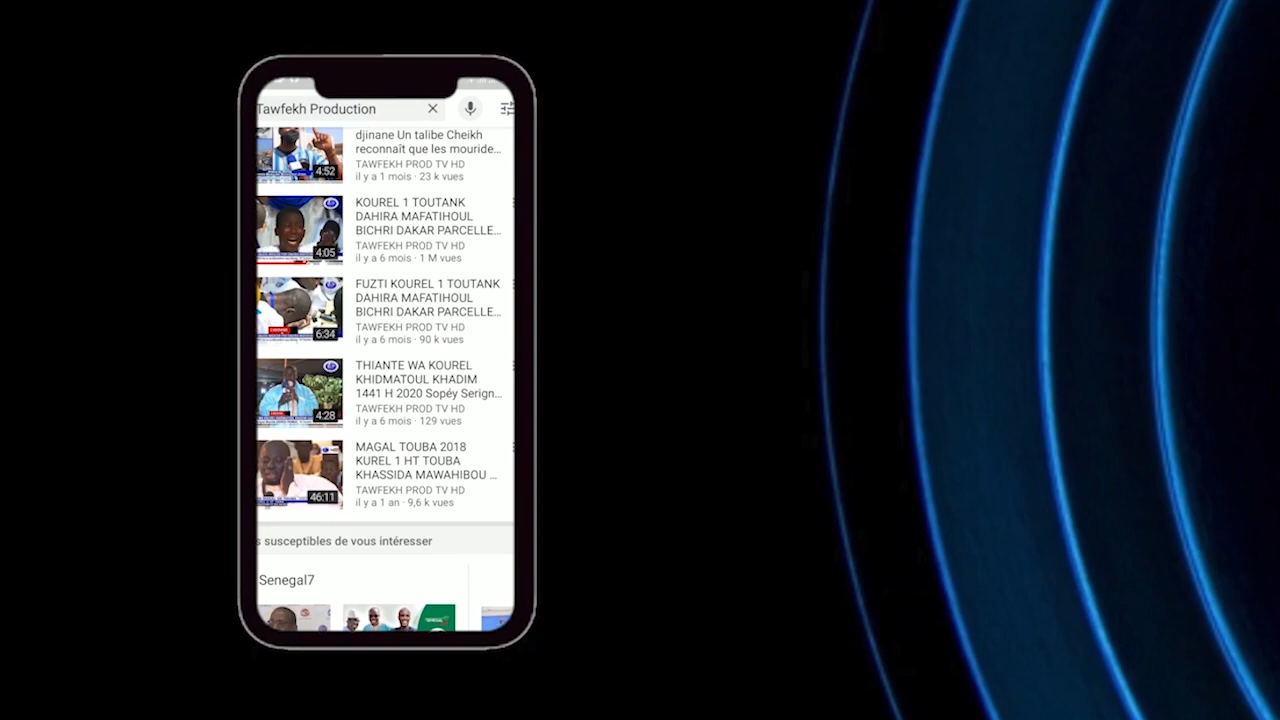 Tawfekh Production
djinane Un talibe Cheikh
reconnaît que les mouride...
TAWFEKH PROD TV HD
il y a 1 mois · 23 k vues
4:52
KOUREL 1 TOUTANK
DAHIRA MAFATIHOUL
BICHRI DAKAR PARCELLE...
TAWFEKH PROD TV HD
il y a 6 mois · 1 M vues
4:05
FUZTI KOUREL 1 TOUTANK
DAHIRA MAFATIHOUL
BICHRI DAKAR PARCELLE...
TAWFEKH PROD TV HD
il y a 6 mois · 90 k vues
6:34
THIANTE WA KOUREL
KHIDMATOUL KHADIM
1441 H 2020 Sopéy Serign...
TAWFEKH PROD TV HD
il y a 6 mois · 129 vues
4:28
MAGAL TOUBA 2018
KUREL 1 HT TOUBA
KHASSIDA MAWAHIBOU ...
TAWFEKH PROD TV HD
il y a 1 an · 9,6 k vues
46:11
s susceptibles de vous intéresser
Senegal7